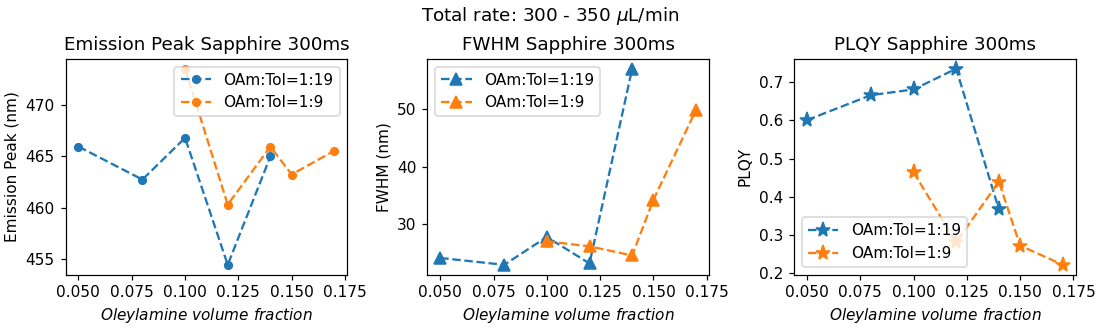 Total rate: 300 - 350 μL/min
Emission Peak Sapphire 300ms
FWHM Sapphire 300ms
PLQY Sapphire 300ms
Emission Peak (nm)
470
465
460
455
OAm:Tol=1:19
OAm:Tol=1:9
0.050 0.075 0.100 0.125 0.150 0.175
Oleylamine volume fraction
FWHM (nm)
50
40
30
OAm:Tol=1:19
OAm:Tol=1:9
0.050 0.075 0.100 0.125 0.150 0.175
Oleylamine volume fraction
PLQY
0.7
0.6
0.5
0.4
0.3
0.2
OAm:Tol=1:19
OAm:Tol=1:9
0.050 0.075 0.100 0.125 0.150 0.175
Oleylamine volume fraction